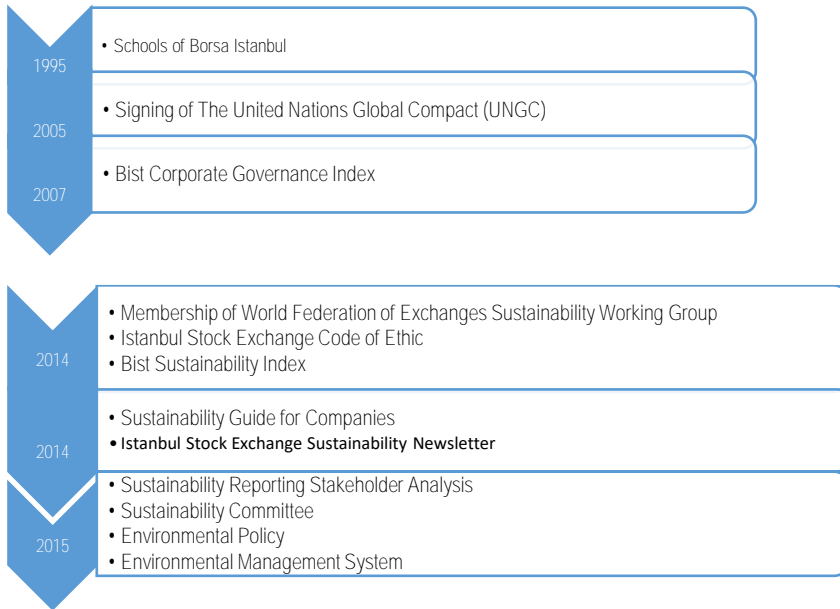 1995
• Schools of Borsa Istanbul
2005
• Signing of The United Nations Global Compact (UNGC)
2007
• Bist Corporate Governance Index
2014
• Membership of World Federation of Exchanges Sustainability Working Group
• Istanbul Stock Exchange Code of Ethic
• Bist Sustainability Index
2014
• Sustainability Guide for Companies
• Istanbul Stock Exchange Sustainability Newsletter
2015
• Sustainability Reporting Stakeholder Analysis
• Sustainability Committee
• Environmental Policy
• Environmental Management System